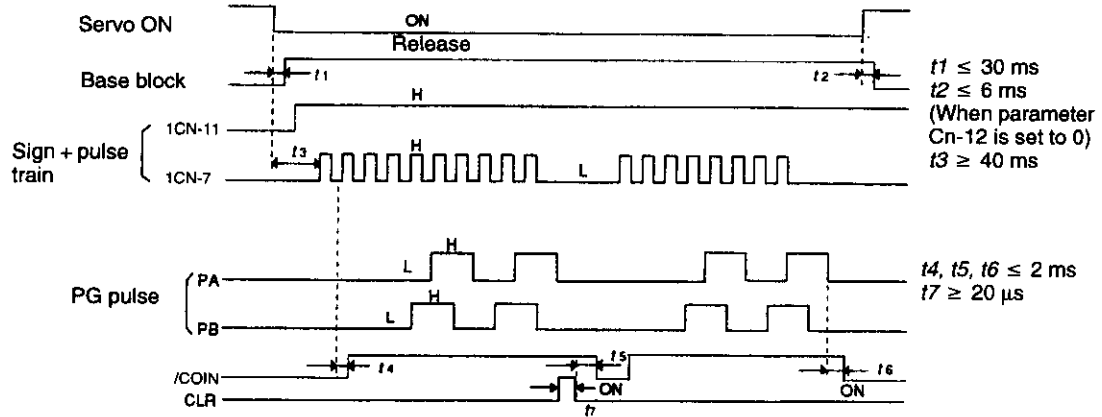 Servo ON
ON
Release
Base block
t1
t2
t1 ≤ 30 ms
t2 ≤ 6 ms
(When parameter
Cn-12 is set to 0)
t3 ≥ 40 ms
H
1CN-11
Sign + pulse
train
t3
H
1CN-7
L
H
L
PA
PG pulse
H
L
PB
t4, t5, t6 ≤ 2 ms
t7 ≥ 20 µs
/COIN
t4
t5
t6
ON
ON
CLR
t7